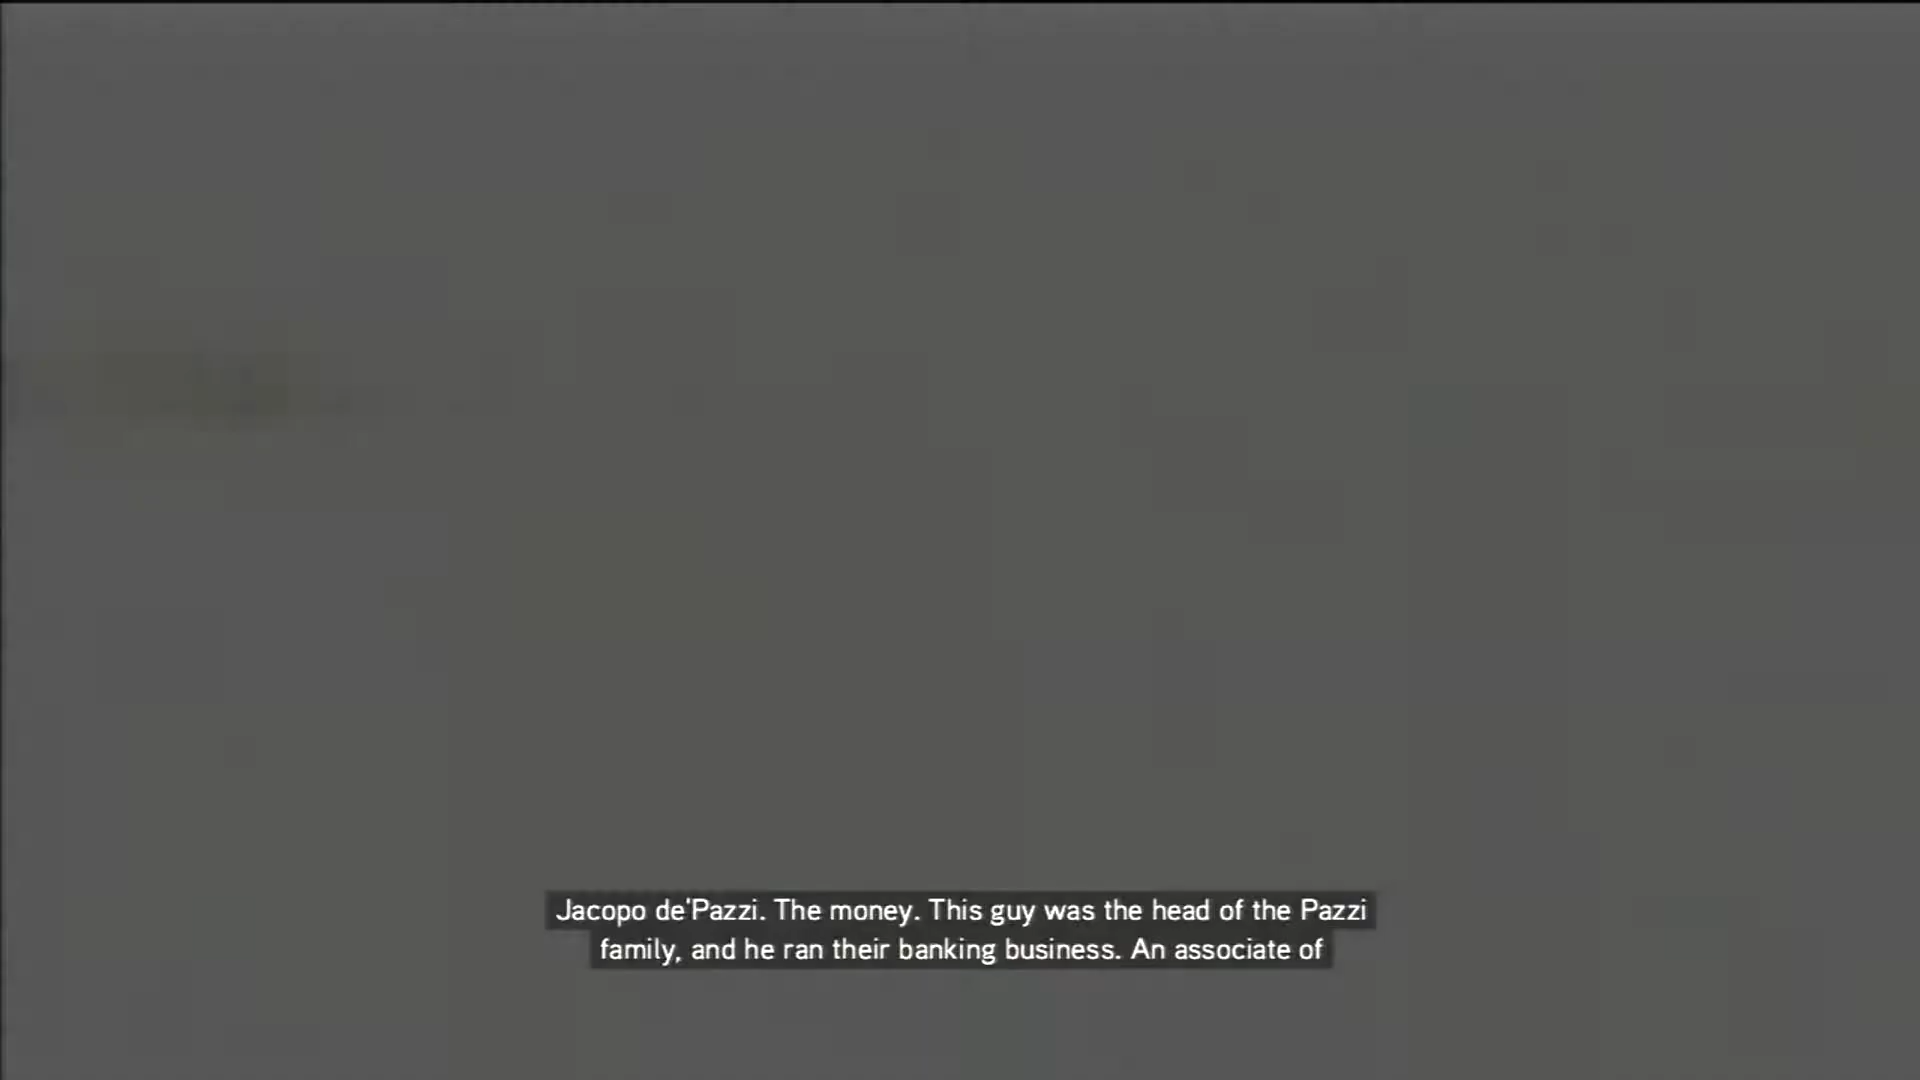 Jacopo de'Pazzi. The money. This guy was the head of the Pazzi
family, and he ran their banking business. An associate of